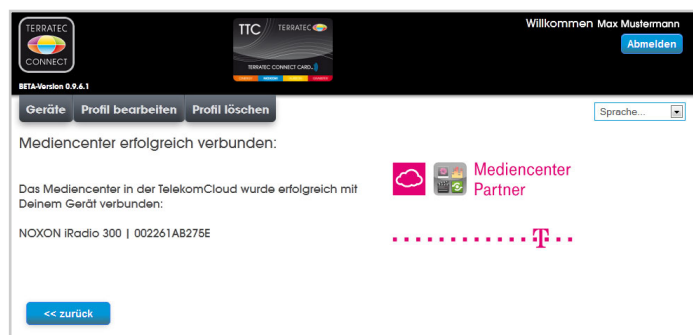 TERRATEC
CONNECT
TTC TERRATEC
TERRATEC CONNECT CARD.
Willkommen Max Mustermann
Abmelden
BETA-Version 0.9.6.1
Geräte Profil bearbeiten Profil löschen
Sprache...
Mediencenter erfolgreich verbunden:
Mediencenter
Partner
Das Mediencenter in der TelekomCloud wurde erfolgreich mit
Deinem Gerät verbunden:
NOXON iRadio 300 | 002261AB275E
T
<< zurück